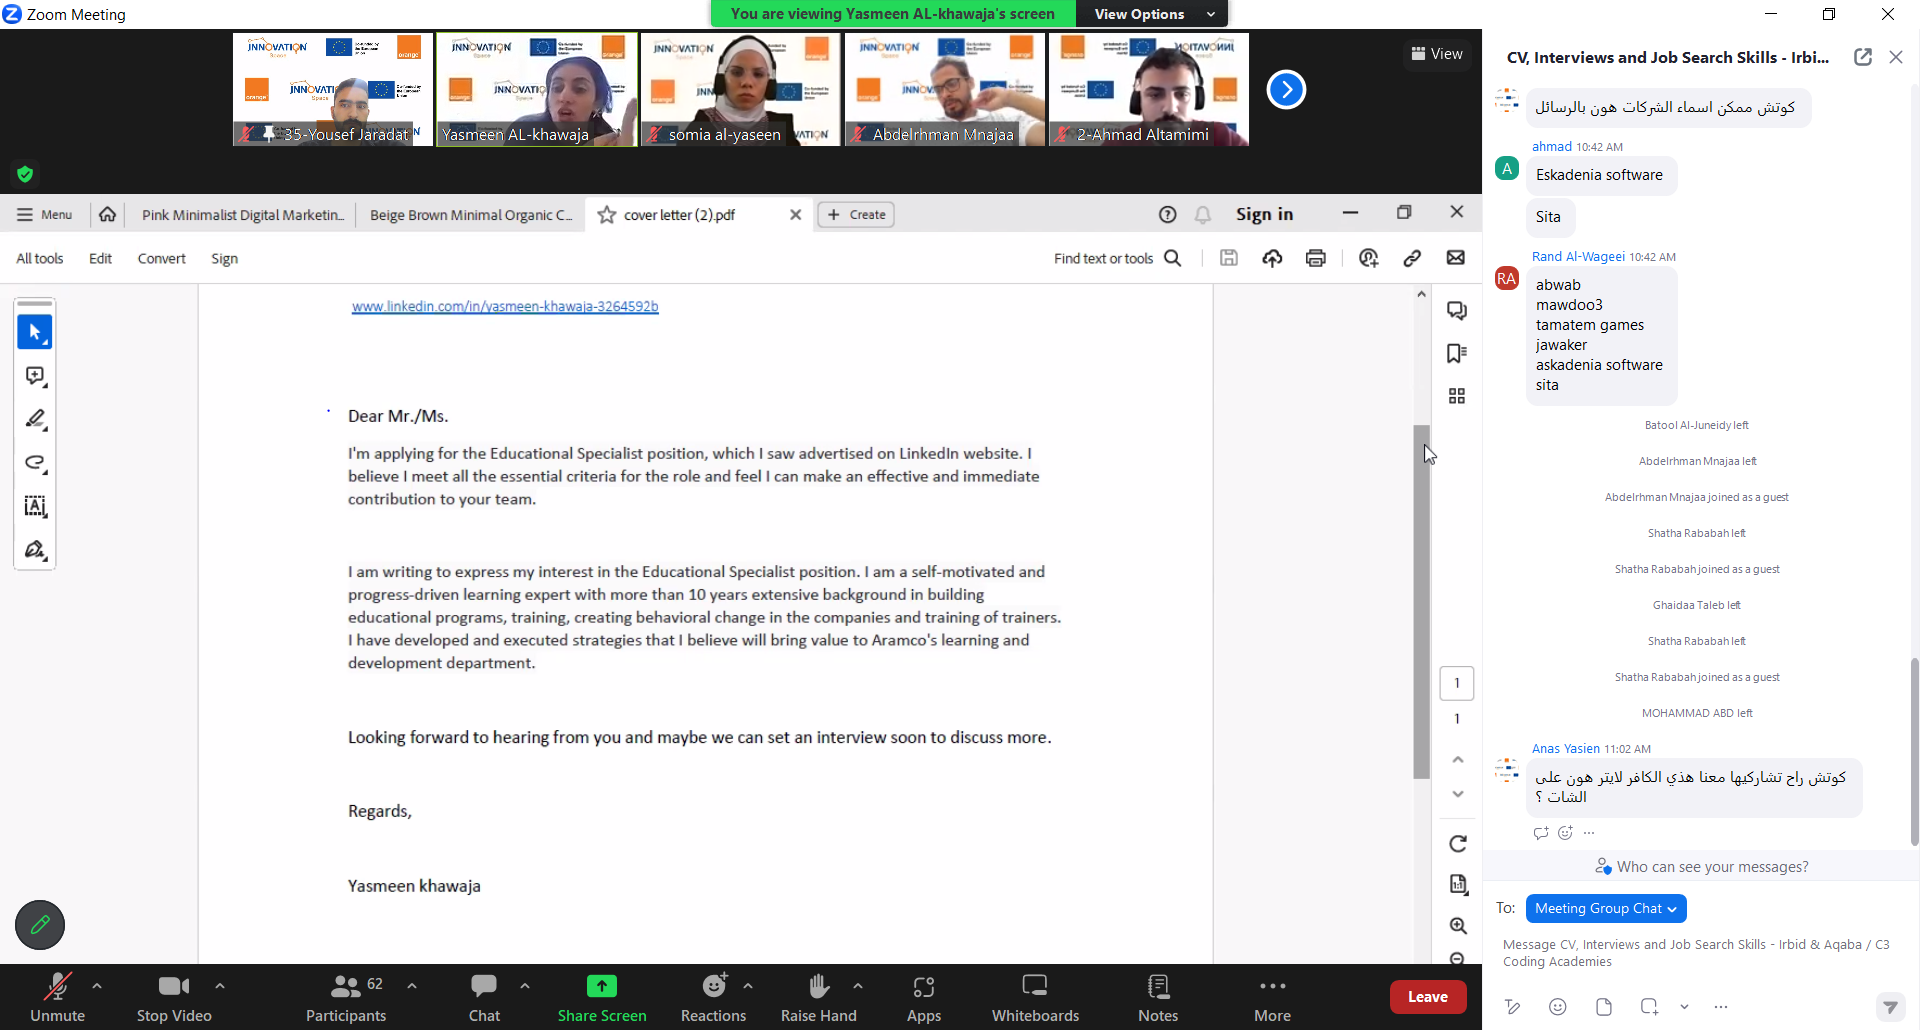 Zoom Meeting
You are viewing Yasmeen AL-khawaja's screen
View Options
View
35-Yousef Jaradat
Yasmeen AL-khawaja
somia al-yaseen
Abdelrhman Mnajaa
2-Ahmad Altamimi
Menu
Pink Minimalist Digital Marketin...
Beige Brown Minimal Organic C...
cover letter (2).pdf
Create
Sign in
All tools
Edit
Convert
Sign
Find text or tools
www.linkedin.com/in/yasmeen-khawaja-3264592b
Dear Mr./Ms.
I'm applying for the Educational Specialist position, which I saw advertised on LinkedIn website. I
believe I meet all the essential criteria for the role and feel I can make an effective and immediate
contribution to your team.
I am writing to express my interest in the Educational Specialist position. I am a self-motivated and
progress-driven learning expert with more than 10 years extensive background in building
educational programs, training, creating behavioral change in the companies and training of trainers.
I have developed and executed strategies that I believe will bring value to Aramco's learning and
development department.
Looking forward to hearing from you and maybe we can set an interview soon to discuss more.
Regards,
Yasmeen khawaja
1
1
Unmute
Stop Video
62
Participants
Chat
Share Screen
Reactions
Raise Hand
Apps
Whiteboards
Notes
More
Leave
CV, Interviews and Job Search Skills - Irbi...
كوتش ممكن اسماء الشركات هون بالرسائل
ahmad 10:42 AM
A
Eskadenia software
Sita
Rand Al-Wageei 10:42 AM
RA
abwab
mawdoo3
tamatem games
jawaker
askadenia software
sita
Batool Al-Juneidy left
Abdelrhman Mnajaa left
Abdelrhman Mnajaa joined as a guest
Shatha Rababah left
Shatha Rababah joined as a guest
Ghaidaa Taleb left
Shatha Rababah left
Shatha Rababah joined as a guest
MOHAMMAD ABD left
Anas Yasien 11:02 AM
كوتش راح تشاركيها معنا هذي الكافر لايتر هون على
الشات ؟
Who can see your messages?
To:
Meeting Group Chat
Message CV, Interviews and Job Search Skills - Irbid & Aqaba / C3
Coding Academies